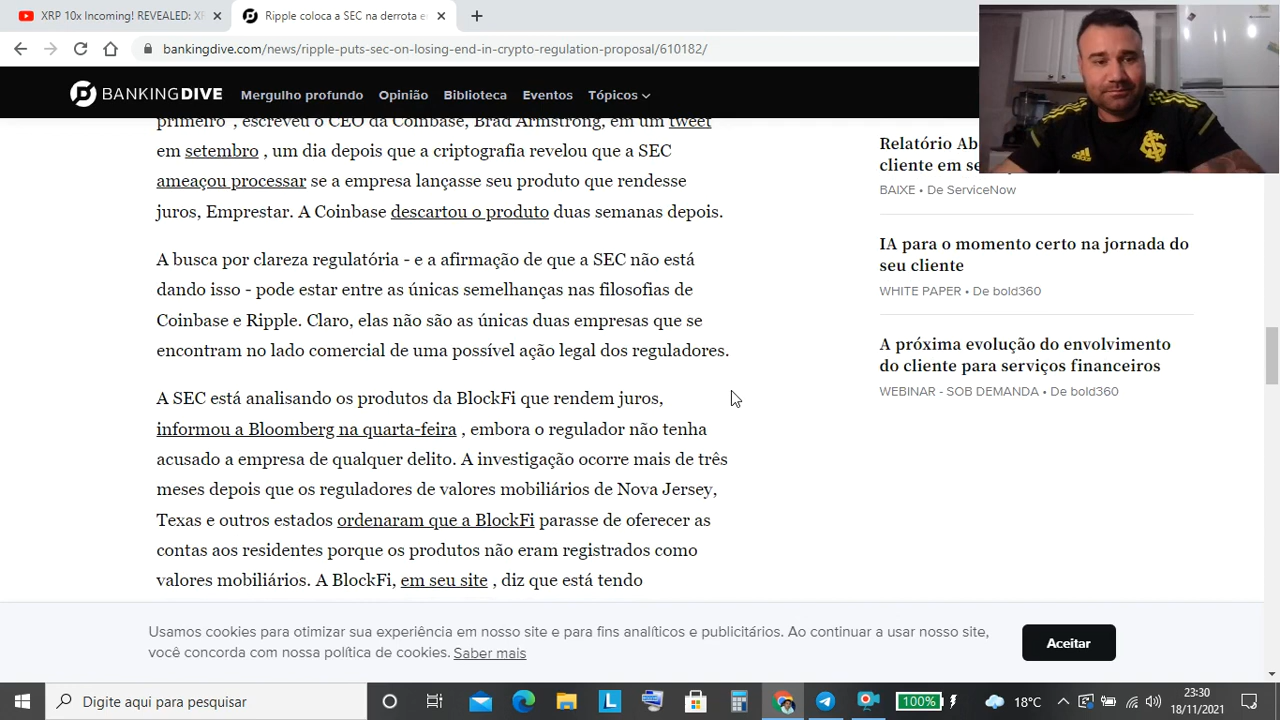 XRP 10x Incoming! REVEALED: XR
Ripple coloca a SEC na derrota e
bankingdive.com/news/ripple-puts-sec-on-losing-end-in-crypto-regulation-proposal/610182/
BANKINGDIVE Mergulho profundo Opinião Biblioteca Eventos Tópicos
primeiro ", escreveu o CEO da Coinbase, Brad Armstrong, em um tweet
em setembro , um dia depois que a criptografia revelou que a SEC
ameaçou processar se a empresa lançasse seu produto que rendesse
juros, Emprestar. A Coinbase descartou o produto duas semanas depois.
A busca por clareza regulatória - e a afirmação de que a SEC não está
dando isso - pode estar entre as únicas semelhanças nas filosofias de
Coinbase e Ripple. Claro, elas não são as únicas duas empresas que se
encontram no lado comercial de uma possível ação legal dos reguladores.
A SEC está analisando os produtos da BlockFi que rendem juros,
informou a Bloomberg na quarta-feira , embora o regulador não tenha
acusado a empresa de qualquer delito. A investigação ocorre mais de três
meses depois que os reguladores de valores mobiliários de Nova Jersey,
Texas e outros estados ordenaram que a BlockFi parasse de oferecer as
contas aos residentes porque os produtos não eram registrados como
valores mobiliários. A BlockFi, em seu site , diz que está tendo
Relatório Ab
cliente em se
BAIXE • De ServiceNow
IA para o momento certo na jornada do
seu cliente
WHITE PAPER • De bold360
A próxima evolução do envolvimento
do cliente para serviços financeiros
WEBINAR - SOB DEMANDA • De bold360
adidas
Usamos cookies para otimizar sua experiência em nosso site e para fins analíticos e publicitários. Ao continuar a usar nosso site,
você concorda com nossa política de cookies. Saber mais
Aceitar
Digite aqui para pesquisar
L
100%
18°C
23:30
18/11/2021